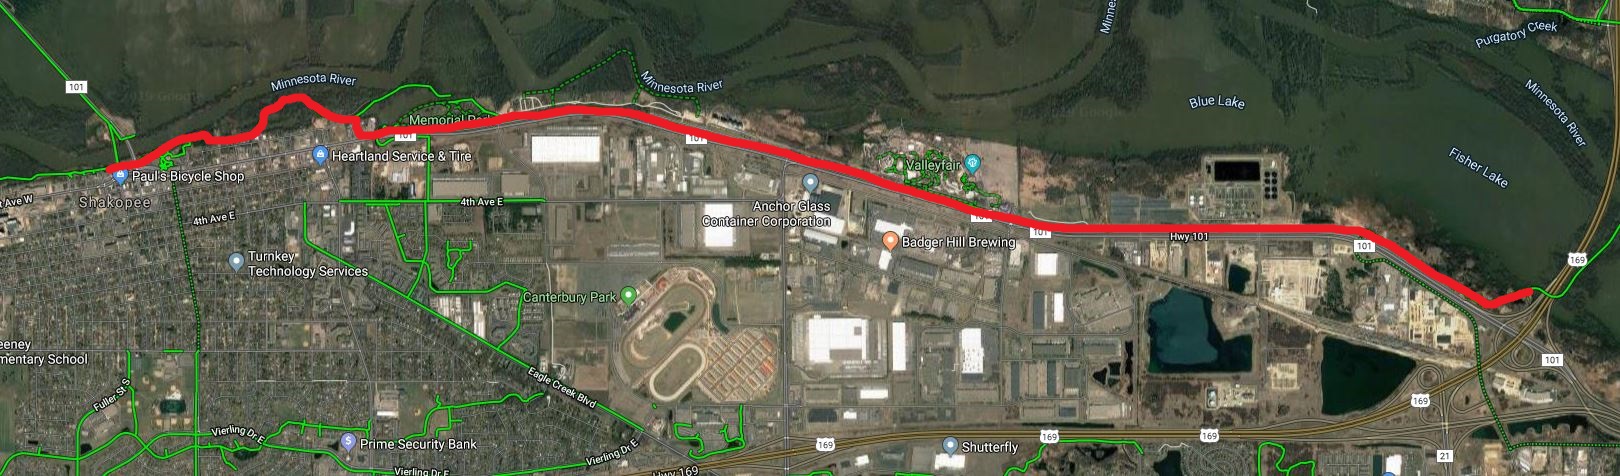 Purgatory Creek
Minnes
101
Minnesota River
Minnesota River
Minnesota River
Blue Lake
Memorial Par
101
101
Heartland Service & Tire
Valleyfair
Fisher Lake
Paul's Bicycle Shop
t Ave W
Shakopee
4th Ave E
4th Ave E
Anchor Glass
Container Corporation
101
101
Hwy 101
101
Badger Hill Brewing
169
Turnkey
Technology Services
Canterbury Park
eeney
mentary School
101
Eagle Creek Blvd
Fuller St S
169
Vierling Dr E
Prime Security Bank
169
Shutterfly
169
169
Vierling Dr E
Vierling Dr E
Hwy 169
21